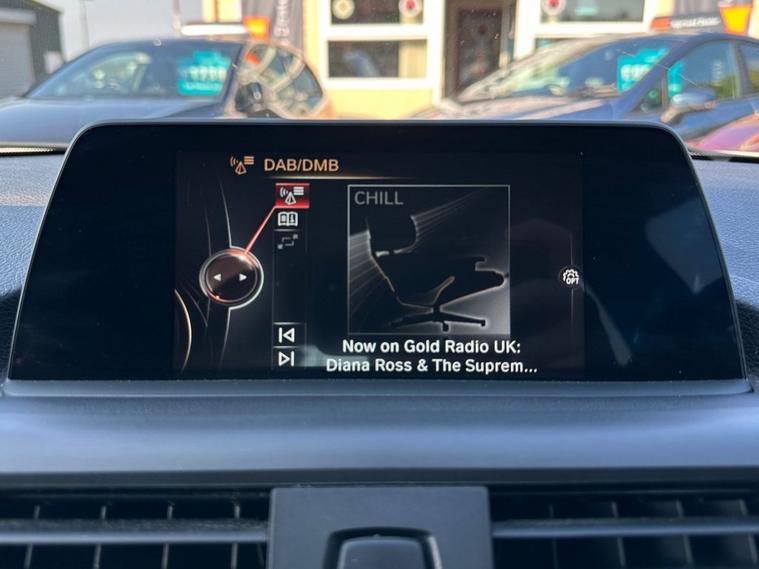 DAB/DMB
CHILL
OPT
Now on Gold Radio UK:
Diana Ross & The Suprem...